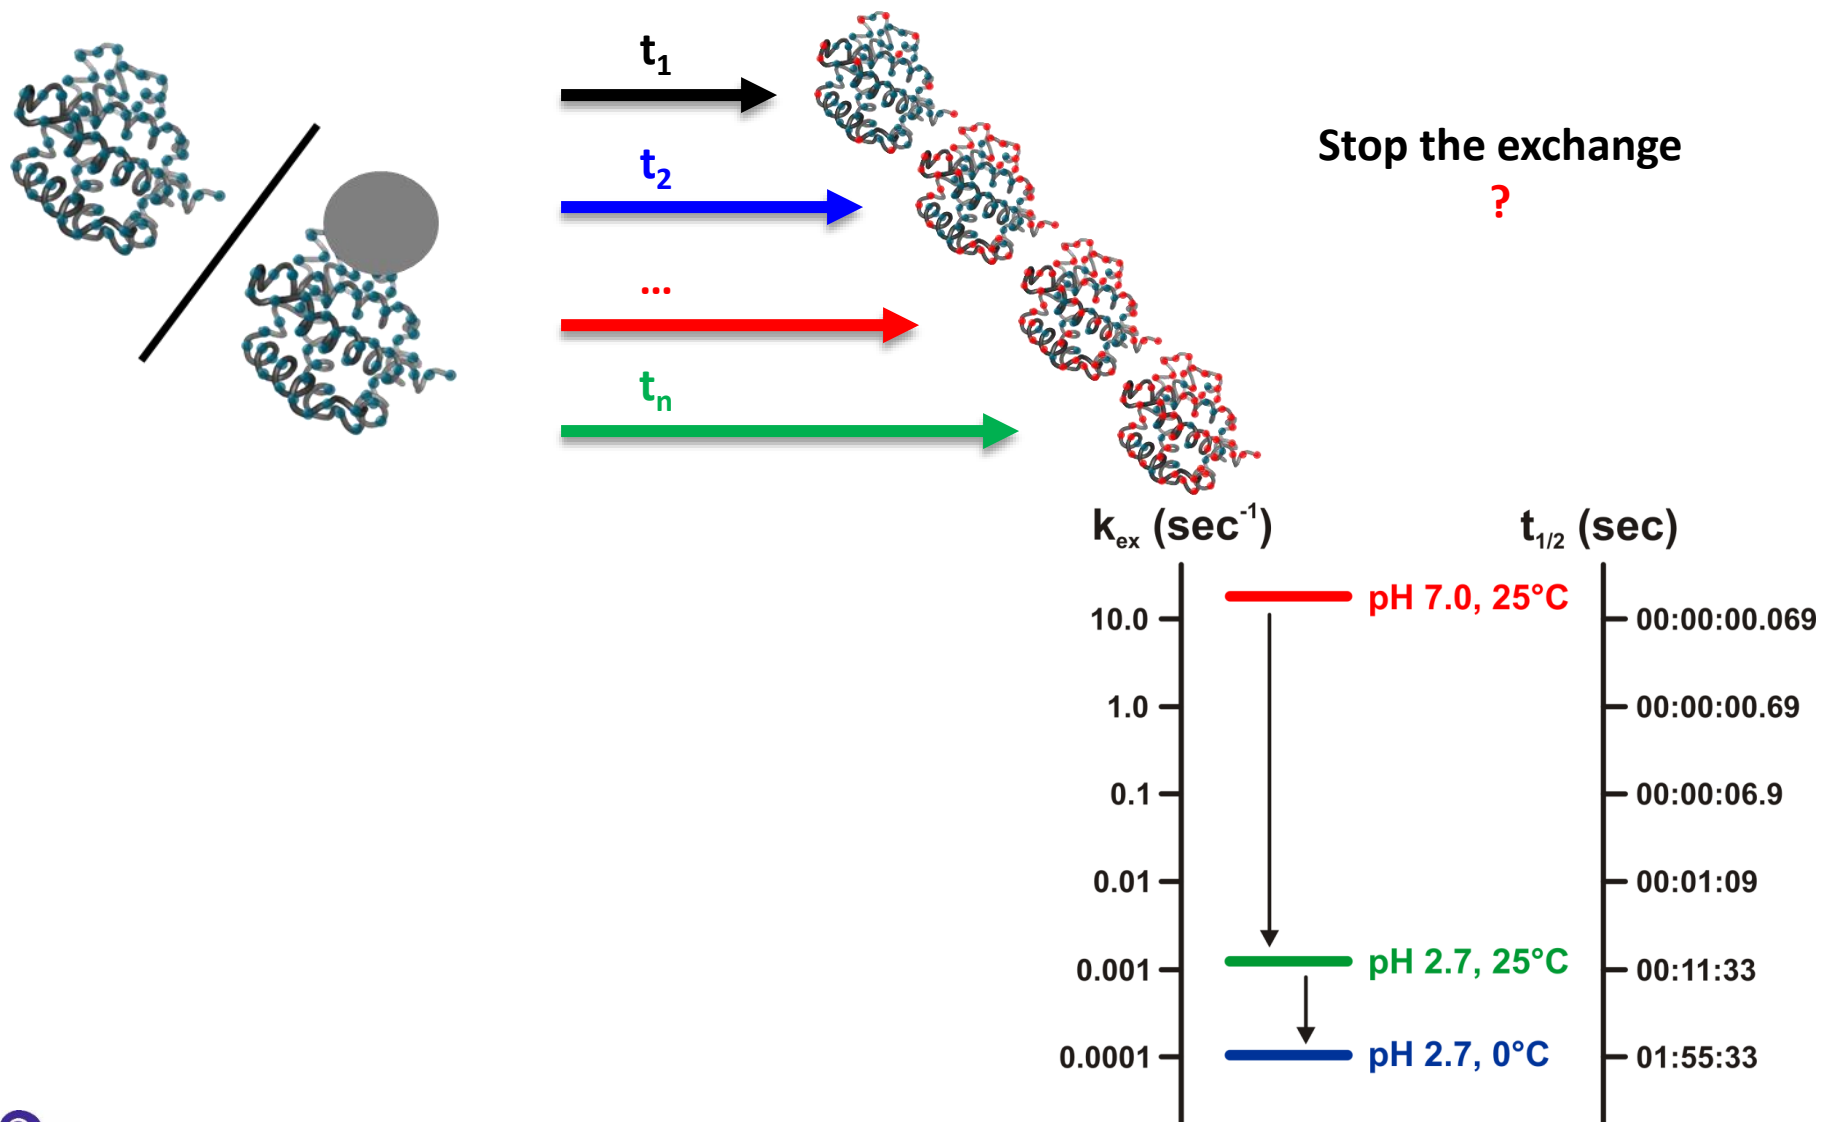 t1
t2
...
tn
Stop the exchange
?
kex (sec-1)
t1/2 (sec)
pH 7.0, 25°C
10.0
00:00:00.069
1.0
00:00:00.69
0.1
00:00:06.9
0.01
00:01:09
pH 2.7, 25°C
0.001
00:11:33
pH 2.7, 0°C
0.0001
01:55:33